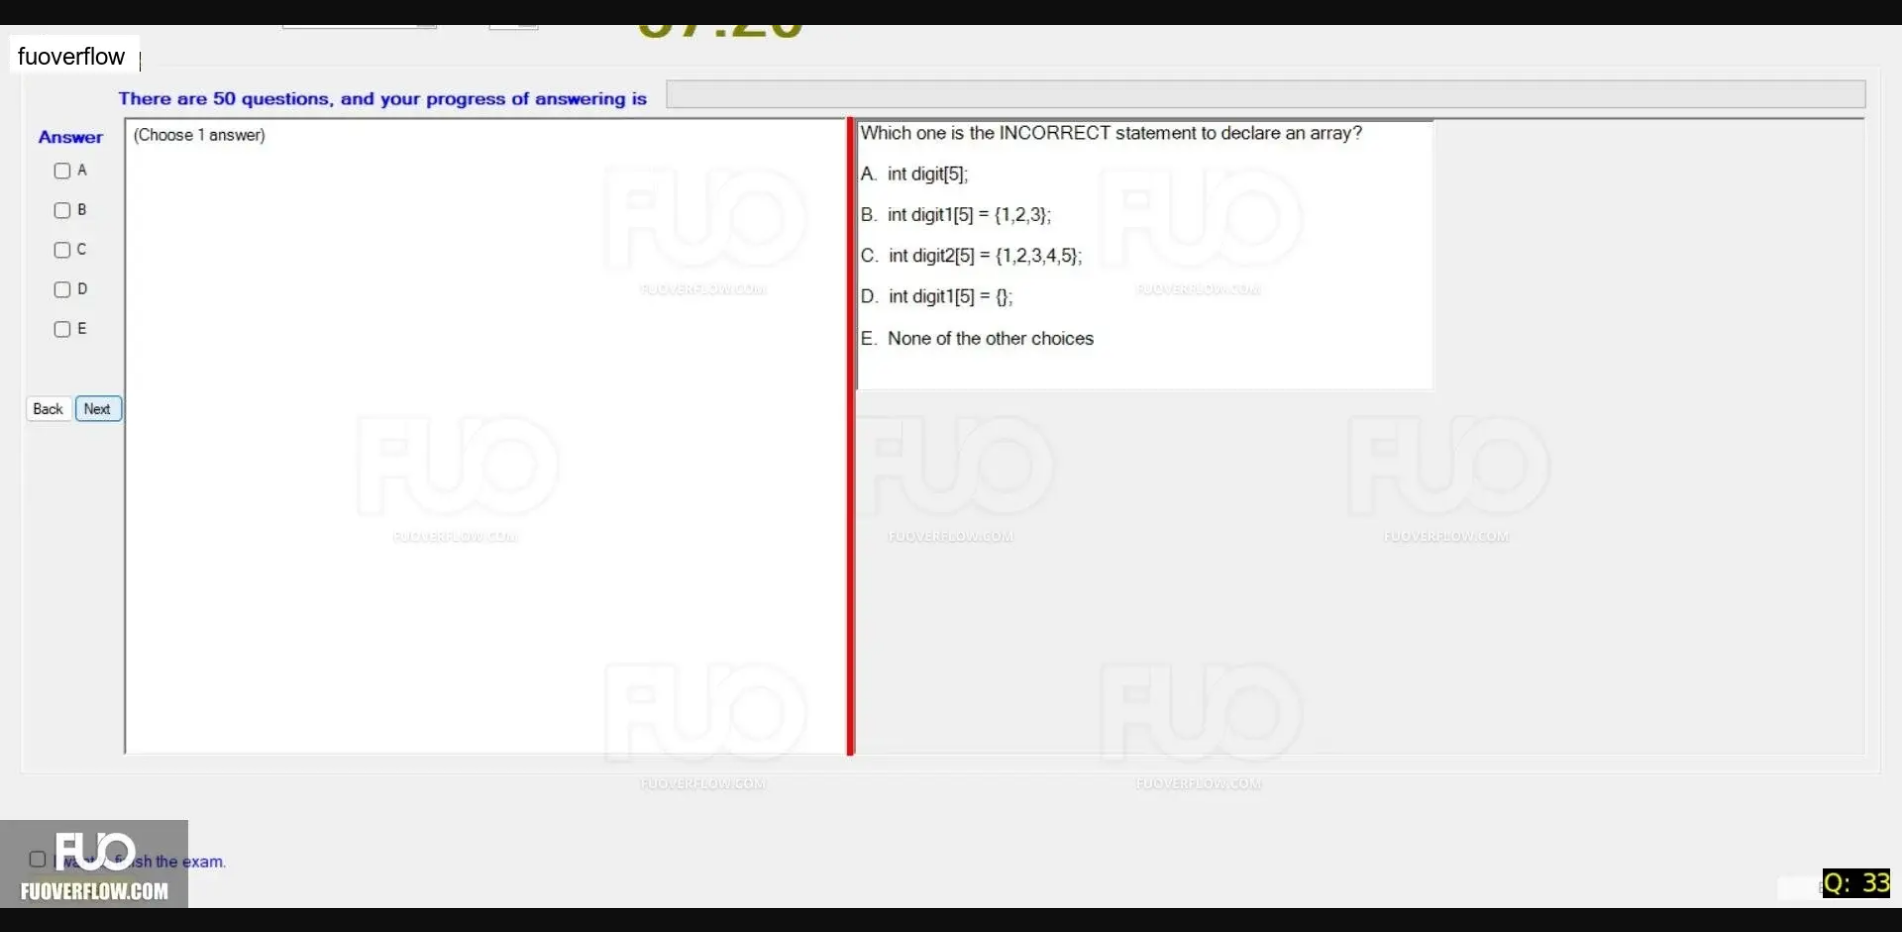 fuoverflow
There are 50 questions, and your progress of answering is
Answer
(Choose 1 answer)
A
B
C
D
E
Back
Next
Which one is the INCORRECT statement to declare an array?
A. int digit[5];
B. int digit1[5] = {1,2,3};
C. int digit2[5] = {1,2,3,4,5};
D. int digit1[5] = {};
E. None of the other choices
FUO
FUOVERFLOW.COM
FUO
FUOVERFLOW.COM
FUO
FUOVERFLOW.COM
FUO
FUOVERFLOW.COM
FUO
FUOVERFLOW.COM
FUO
FUOVERFLOW.COM
FUO
FUOVERFLOW.COM
the exam.
FUO
FUOVERFLOW.COM
Q: 33